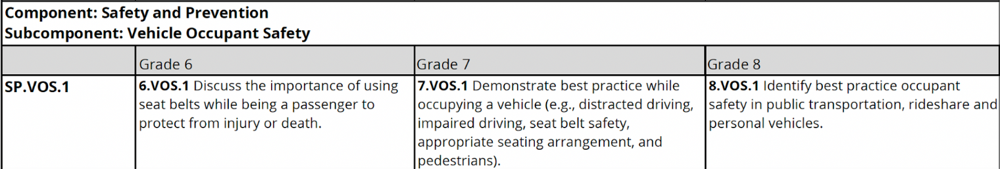 Component: Safety and Prevention
Subcomponent: Vehicle Occupant Safety
Grade 6
Grade 7
Grade 8
SP.VOS.1
6.VOS.1 Discuss the importance of using
seat belts while being a passenger to
protect from injury or death.
7.VOS.1 Demonstrate best practice while
occupying a vehicle (e.g., distracted driving,
impaired driving, seat belt safety,
appropriate seating arrangement, and
pedestrians).
8.VOS.1 Identify best practice occupant
safety in public transportation, rideshare and
personal vehicles.